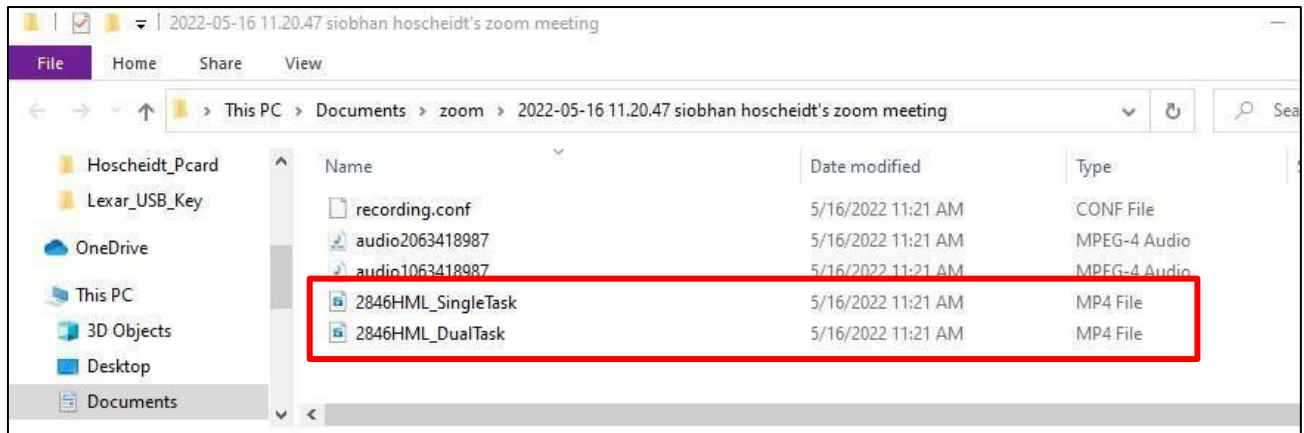 2022-05-16 11.20.47 siobhan hoscheidt's zoom meeting
File Home Share View
This PC > Documents > zoom > 2022-05-16 11.20.47 siobhan hoscheidt's zoom meeting Sea
Hoscheidt_Pcard
Lexar_USB_Key
OneDrive
This PC
3D Objects
Desktop
Documents
Name Date modified Type
recording.conf 5/16/2022 11:21 AM CONF File
audio2063418987 5/16/2022 11:21 AM MPEG-4 Audio
audio1063418987 5/16/2022 11:21 AM MPEG-4 Audio
2846HML_SingleTask 5/16/2022 11:21 AM MP4 File
2846HML_DualTask 5/16/2022 11:21 AM MP4 File